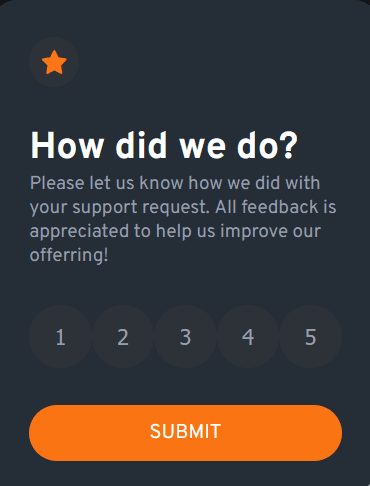 How did we do?
Please let us know how we did with
your support request. All feedback is
appreciated to help us improve our
offerring!
1 2 3 4 5
SUBMIT